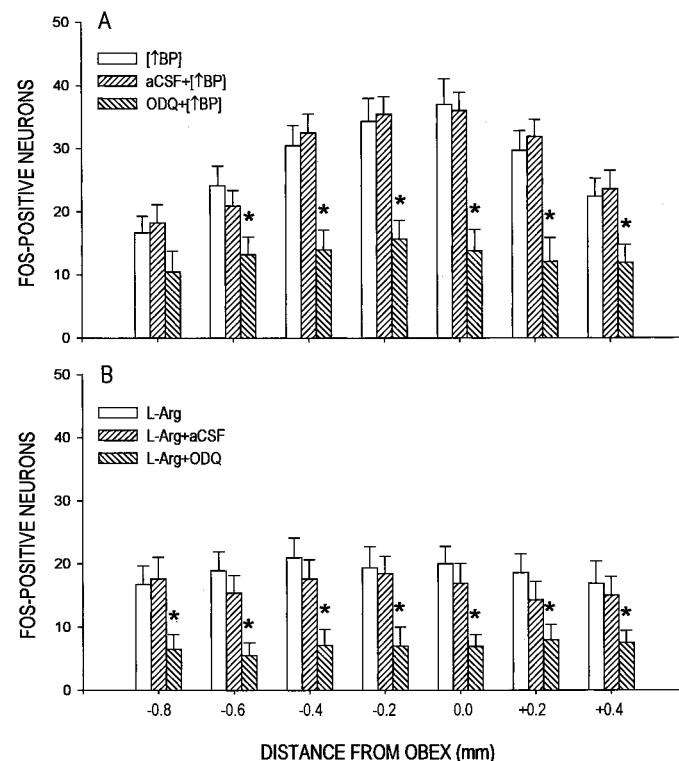 A
50
40
30
20
10
0
FOS-POSITIVE NEURONS
[↑BP]
aCSF+[↑BP]
ODQ+[↑BP]
* * * * * *
B
50
40
30
20
10
0
FOS-POSITIVE NEURONS
L-Arg
L-Arg+aCSF
L-Arg+ODQ
* * * * * * *
-0.8 -0.6 -0.4 -0.2 0.0 +0.2 +0.4
DISTANCE FROM OBEX (mm)